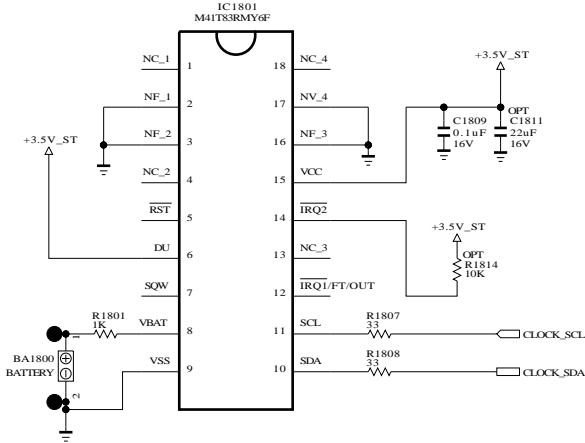 IC1801
M41T83RMY6F
NC_1
1
18
NC_4
+3.5V_ST
NF_1
2
17
NV_4
OPT
C1809
0.1uF
16V
C1811
22uF
16V
+3.5V_ST
NF_2
3
16
NF_3
NC_2
4
15
VCC
RST
5
14
IRQ2
+3.5V_ST
DU
6
13
NC_3
OPT
R1814
10K
SQW
7
12
IRQ1/FT/OUT
R1801
1K
VBAT
8
11
SCL
R1807
33
CLOCK_SCL
1
BA1800
BATTERY
2
VSS
9
10
SDA
R1808
33
CLOCK_SDA